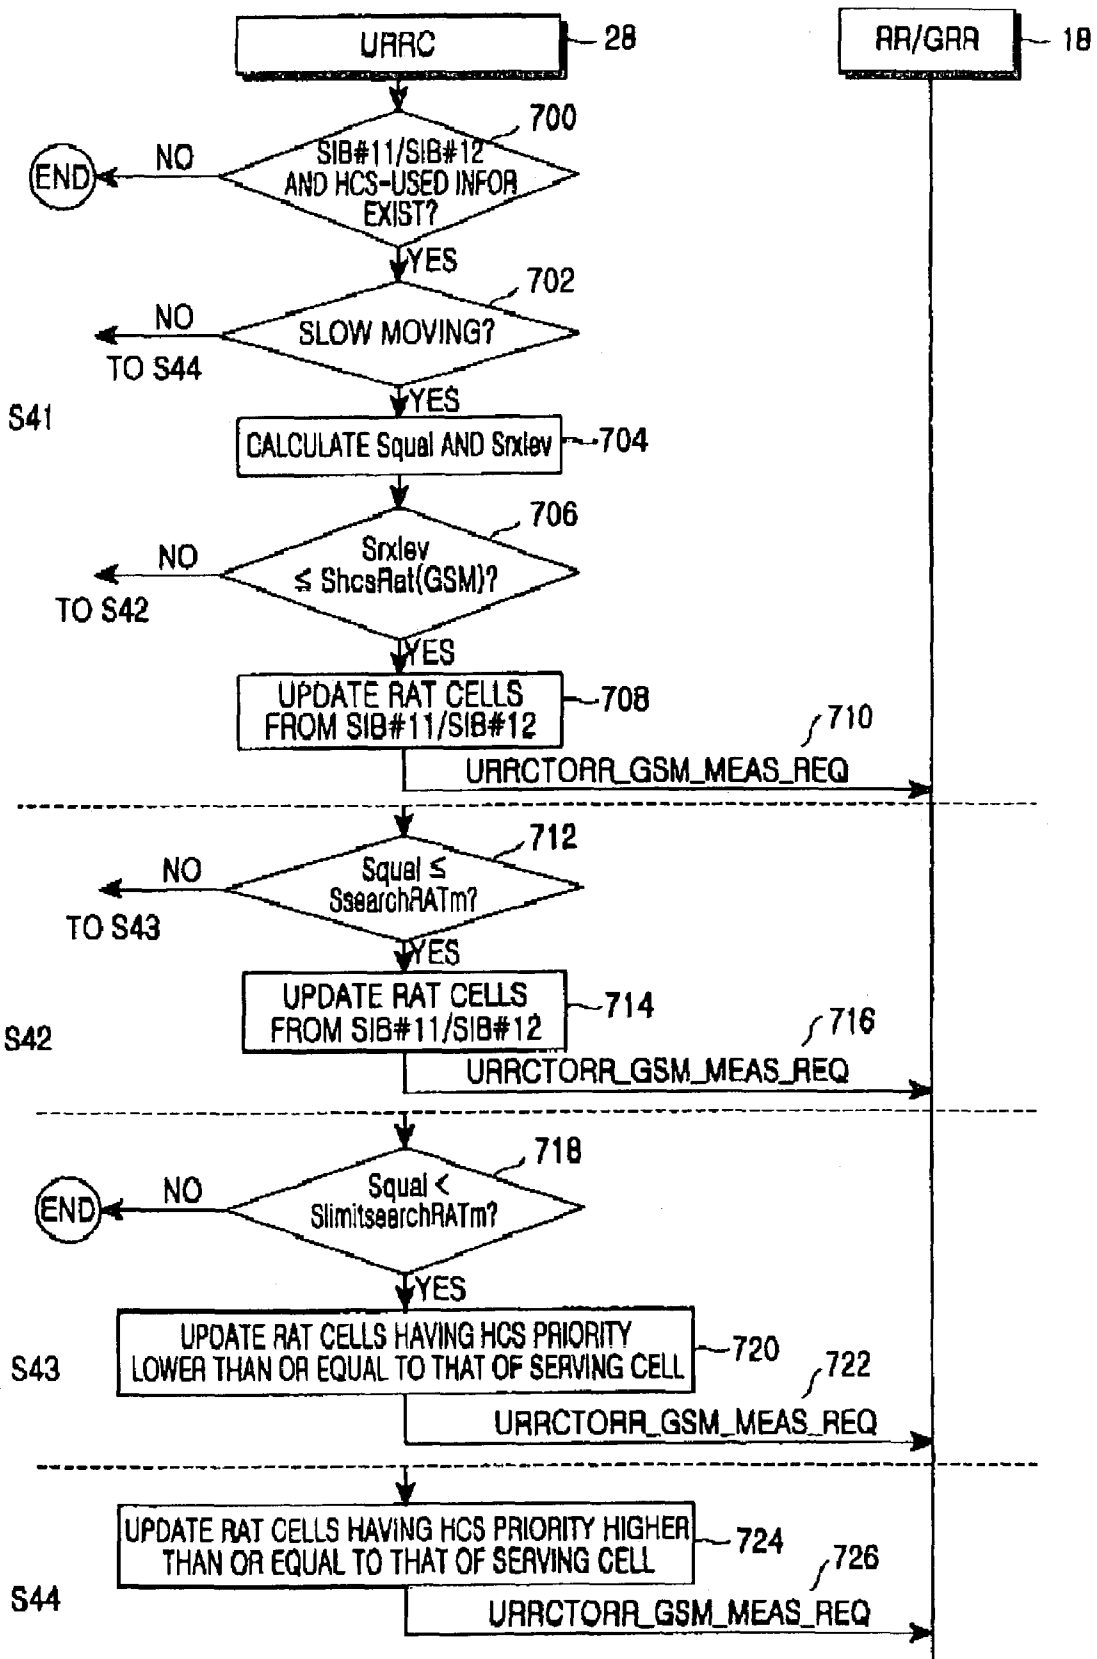 URRC
28
RR/GRR
18
700
SIB#11/SIB#12
AND HCS-USED INFOR
EXIST?
NO
END
YES
702
SLOW MOVING?
NO
TO S44
YES
S41
CALCULATE Squal AND Srxlev
704
706
Srxlev
≤ ShcsRat(GSM)?
NO
TO S42
YES
UPDATE RAT CELLS
FROM SIB#11/SIB#12
708
710
URRCTORR_GSM_MEAS_REQ
712
Squal ≤
SsearchRATm?
NO
TO S43
YES
UPDATE RAT CELLS
FROM SIB#11/SIB#12
714
716
S42
URRCTORR_GSM_MEAS_REQ
718
Squal <
SlimitsearchRATm?
NO
END
YES
UPDATE RAT CELLS HAVING HCS PRIORITY
LOWER THAN OR EQUAL TO THAT OF SERVING CELL
720
S43
722
URRCTORR_GSM_MEAS_REQ
UPDATE RAT CELLS HAVING HCS PRIORITY HIGHER
THAN OR EQUAL TO THAT OF SERVING CELL
724
726
S44
URRCTORR_GSM_MEAS_REQ